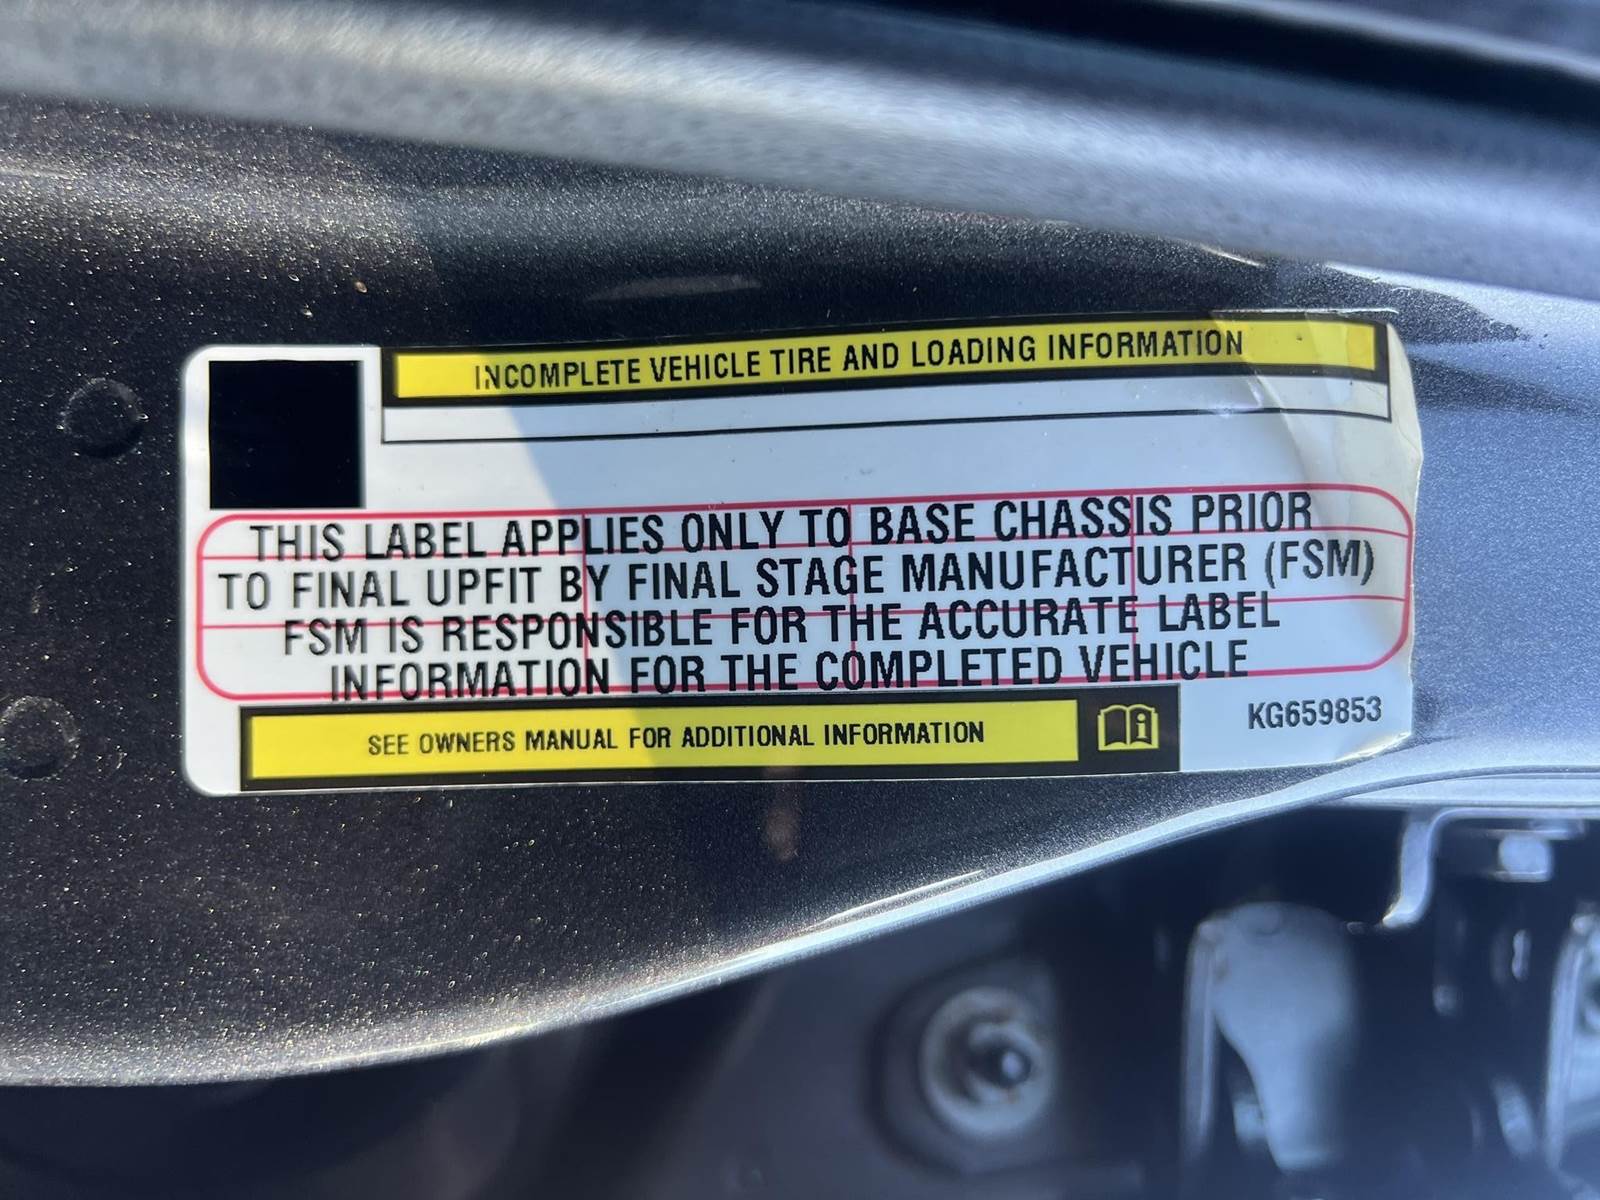 INCOMPLETE VEHICLE TIRE AND LOADING INFORMATION
THIS LABEL APPLIES ONLY TO BASE CHASSIS PRIOR
TO FINAL UPFIT BY FINAL STAGE MANUFACTURER (FSM)
FSM IS RESPONSIBLE FOR THE ACCURATE LABEL
INFORMATION FOR THE COMPLETED VEHICLE
SEE OWNERS MANUAL FOR ADDITIONAL INFORMATION
KG659853